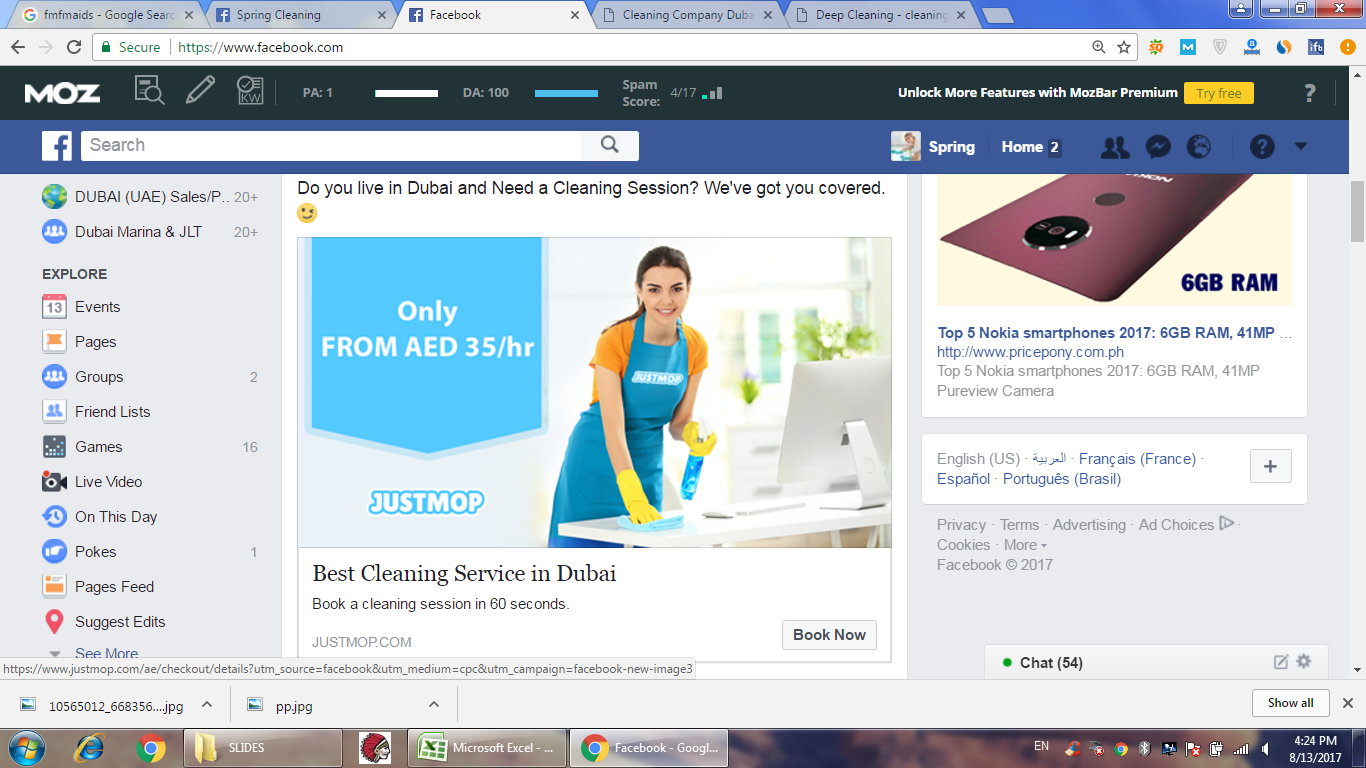 fmfmaids - Google Searc
Spring Cleaning
Facebook
Cleaning Company Duba
Deep Cleaning - cleaning
Secure
https://www.facebook.com
MOZ
KW
PA: 1
DA: 100
Spam
Score:
4/17
Unlock More Features with MozBar Premium
Try free
?
Search
Spring
Home 2
DUBAI (UAE) Sales/P... 20+
Dubai Marina & JLT 20+
EXPLORE
13 Events
Pages
Groups 2
Friend Lists
Games 16
Live Video
On This Day
Pokes 1
Pages Feed
Suggest Edits
See More
Do you live in Dubai and Need a Cleaning Session? We've got you covered.
Only
FROM AED 35/hr
JUSTMOP
JUSTMOP
Best Cleaning Service in Dubai
Book a cleaning session in 60 seconds.
JUSTMOP.COM
Book Now
6GB RAM
Top 5 Nokia smartphones 2017: 6GB RAM, 41MP ...
http://www.pricepony.com.ph
Top 5 Nokia smartphones 2017: 6GB RAM, 41MP
Pureview Camera
English (US) · العربية · Français (France) ·
Español · Português (Brasil)
Privacy · Terms · Advertising · Ad Choices ·
Cookies · More
Facebook © 2017
Chat (54)
https://www.justmop.com/ae/checkout/details?utm_source=facebook&utm_medium=cpc&utm_campaign=facebook-new-image3
10565012_668356....jpg
pp.jpg
Show all
SLIDES
Microsoft Excel - ...
Facebook - Googl...
EN
4:24 PM
8/13/2017